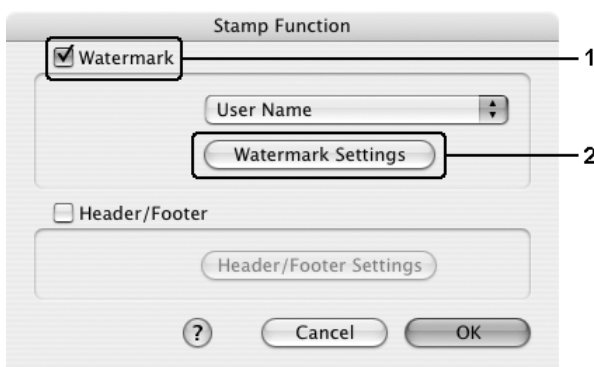 Stamp Function
Watermark
1
User Name
Watermark Settings
2
Header/Footer
Header/Footer Settings
? Cancel OK